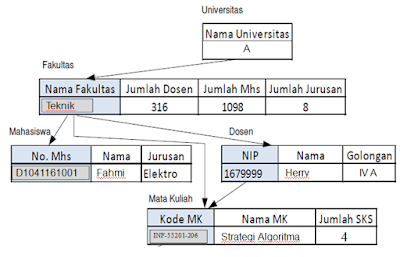 Universitas
Nama Universitas
A
Fakultas
Nama Fakultas Jumlah Dosen Jumlah Mhs Jumlah Jurusan
Teknik 316 1098 8
Mahasiswa
No. Mhs Nama Jurusan
D1041161001 Fahmi Elektro
Dosen
NIP Nama Golongan
1679999 Herry IV A
Mata Kuliah
Kode MK Nama MK Jumlah SKS
INF-55201-206 Strategi Algoritma 4